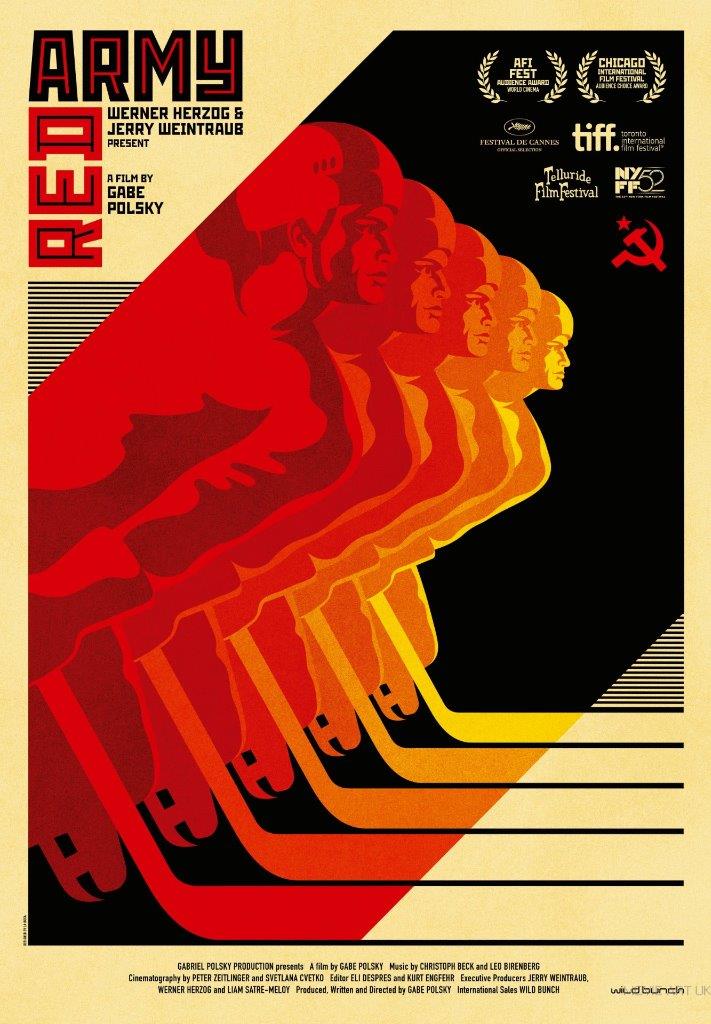 RED ARMY
WERNER HERZOG &
JERRY WEINTRAUB
PRESENT
A FILM BY
GABE
POLSKY
AFI
FEST
AUDIENCE AWARD
WORLD CINEMA
CHICAGO
INTERNATIONAL
FILM FESTIVAL
AUDIENCE CHOICE AWARD
FESTIVAL DE CANNES
OFFICIAL SELECTION
tiff. toronto
international
film festival®
Telluride
Film Festival
NY
FF52
GABRIEL POLSKY PRODUCTION presents A film by GABE POLSKY Music by CHRISTOPH BECK and LEO BIRENBERG
Cinematography by PETER ZEITLINGER and SVETLANA CVETKO Editor ELI DESPRES and KURT ENGFEHR Executive Producers JERRY WEINTRAUB,
WERNER HERZOG and LIAM SATRE-MELOY Produced, Written and Directed by GABE POLSKY International Sales WILD BUNCH
wild bunch